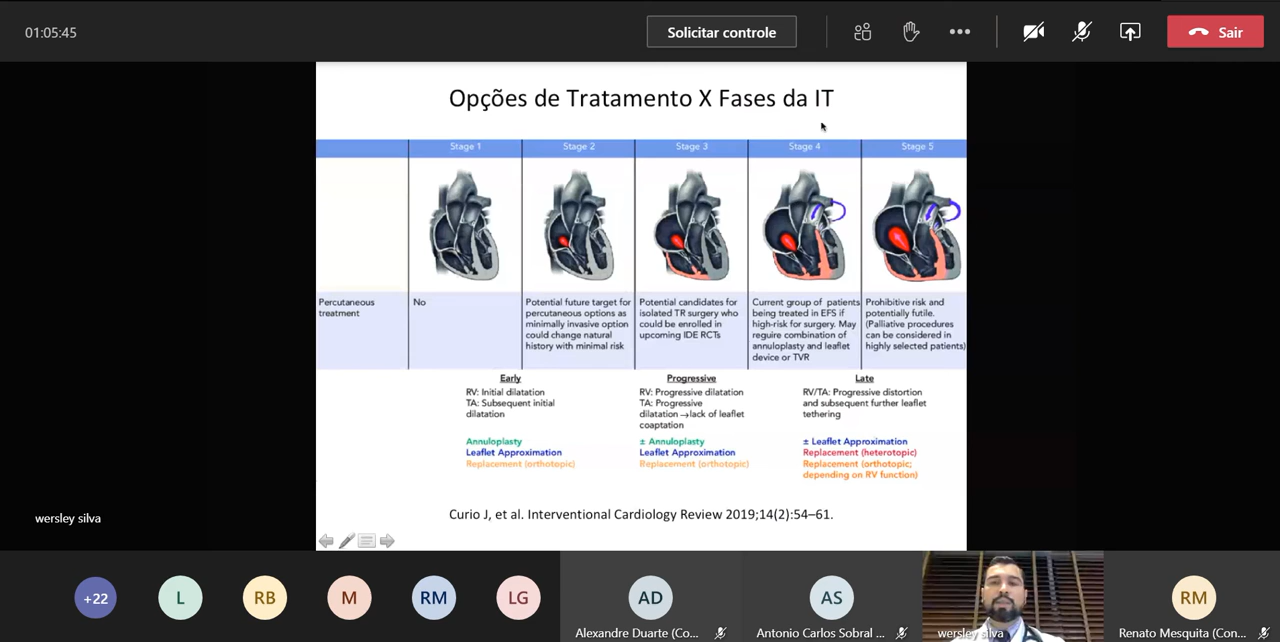 01:05:45
Solicitar controle
Sair
Opções de Tratamento X Fases da IT
Stage 1
Stage 2
Stage 3
Stage 4
Stage 5
Percutaneous
treatment
No
Potential future target for
percutaneous options as
minimally invasive option
could change natural
history with minimal risk
Potential candidates for
isolated TR surgery who
could be enrolled in
upcoming IDE RCTs
Current group of patients
being treated in EFS if
high-risk for surgery. May
require combination of
annuloplasty and leaflet
device or TVR
Prohibitive risk and
potentially futile.
(Palliative procedures
can be considered in
highly selected patients)
Early
RV: Initial dilatation
TA: Subsequent initial
dilatation
Annuloplasty
Leaflet Approximation
Replacement (orthotopic)
Progressive
RV: Progressive dilatation
TA: Progressive
dilatation →lack of leaflet
coaptation
± Annuloplasty
Leaflet Approximation
Replacement (orthotopic)
Late
RV/TA: Progressive distortion
and subsequent further leaflet
tethering
± Leaflet Approximation
Replacement (heterotopic)
Replacement (orthotopic;
depending on RV function)
Curio J, et al. Interventional Cardiology Review 2019;14(2):54–61.
wersley silva
+22
L
RB
M
RM
LG
AD
Alexandre Duarte (Co...
AS
Antonio Carlos Sobral ...
wersley silva
RM
Renato Mesquita (Con...